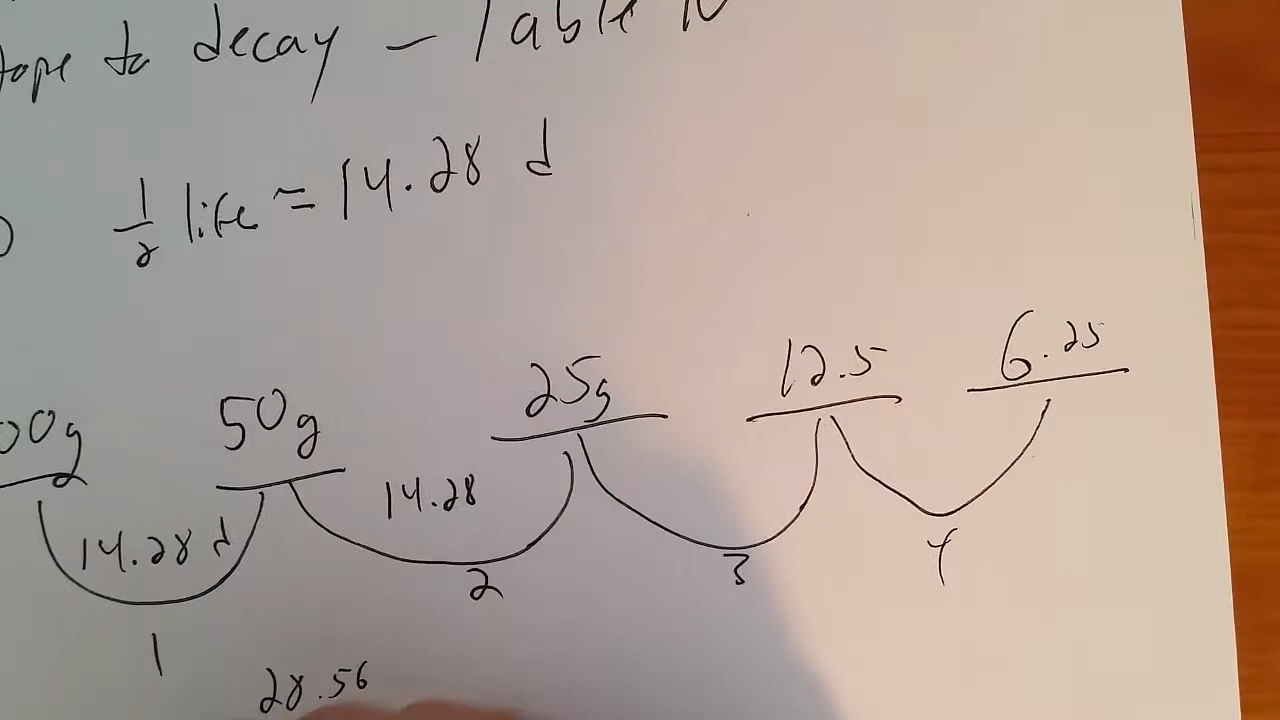 to decay – Table N
1/2 life = 14.28 d
50g 25g 12.5 6.25
14.28 d 14.28
1 2 3 4
28.56